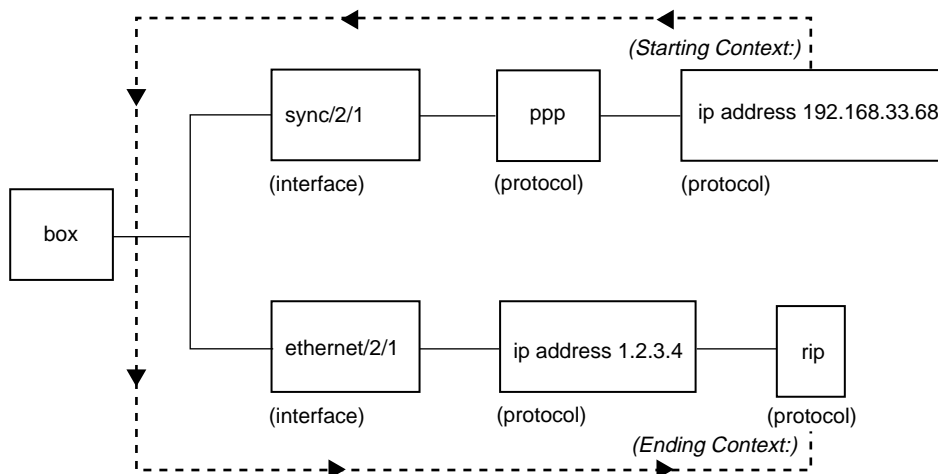 (Starting Context:)
sync/2/1
ppp
ip address 192.168.33.68
(interface)
(protocol)
(protocol)
box
ethernet/2/1
ip address 1.2.3.4
rip
(interface)
(protocol)
(protocol)
(Ending Context:)